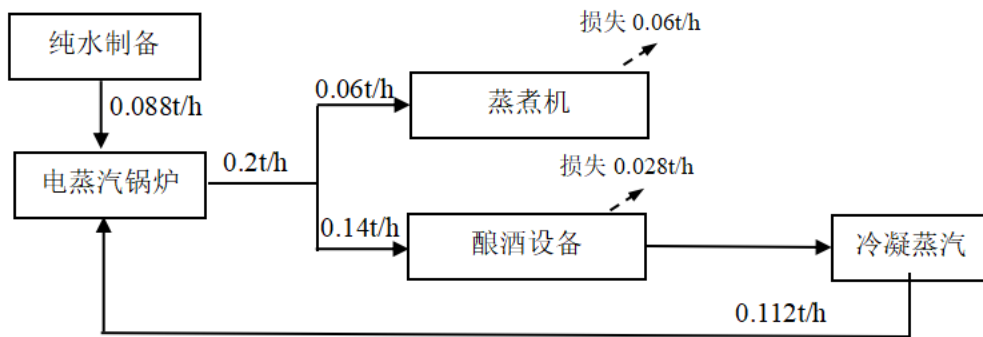 损失 0.06t/h
纯水制备
0.06t/h
蒸煮机
0.088t/h
0.2t/h
损失 0.028t/h
电蒸汽锅炉
0.14t/h
酿酒设备
冷凝蒸汽
0.112t/h